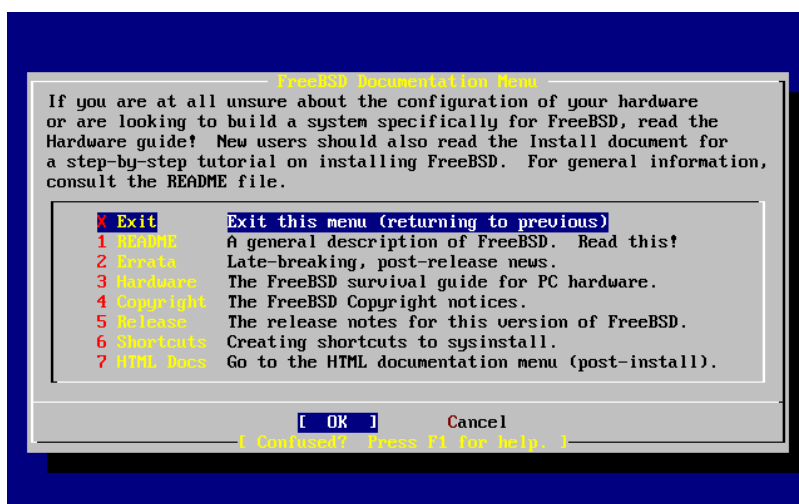 FreeBSD Documentation Menu
If you are at all unsure about the configuration of your hardware
or are looking to build a system specifically for FreeBSD, read the
Hardware guide!  New users should also read the Install document for
a step-by-step tutorial on installing FreeBSD.  For general information,
consult the README file.
X Exit Exit this menu (returning to previous)
1 README A general description of FreeBSD.  Read this!
2 Errata Late-breaking, post-release news.
3 Hardware The FreeBSD survival guide for PC hardware.
4 Copyright The FreeBSD Copyright notices.
5 Release The release notes for this version of FreeBSD.
6 Shortcuts Creating shortcuts to sysinstall.
7 HTML Docs Go to the HTML documentation menu (post-install).
[ OK ] Cancel
[ Confused?  Press F1 for help. ]